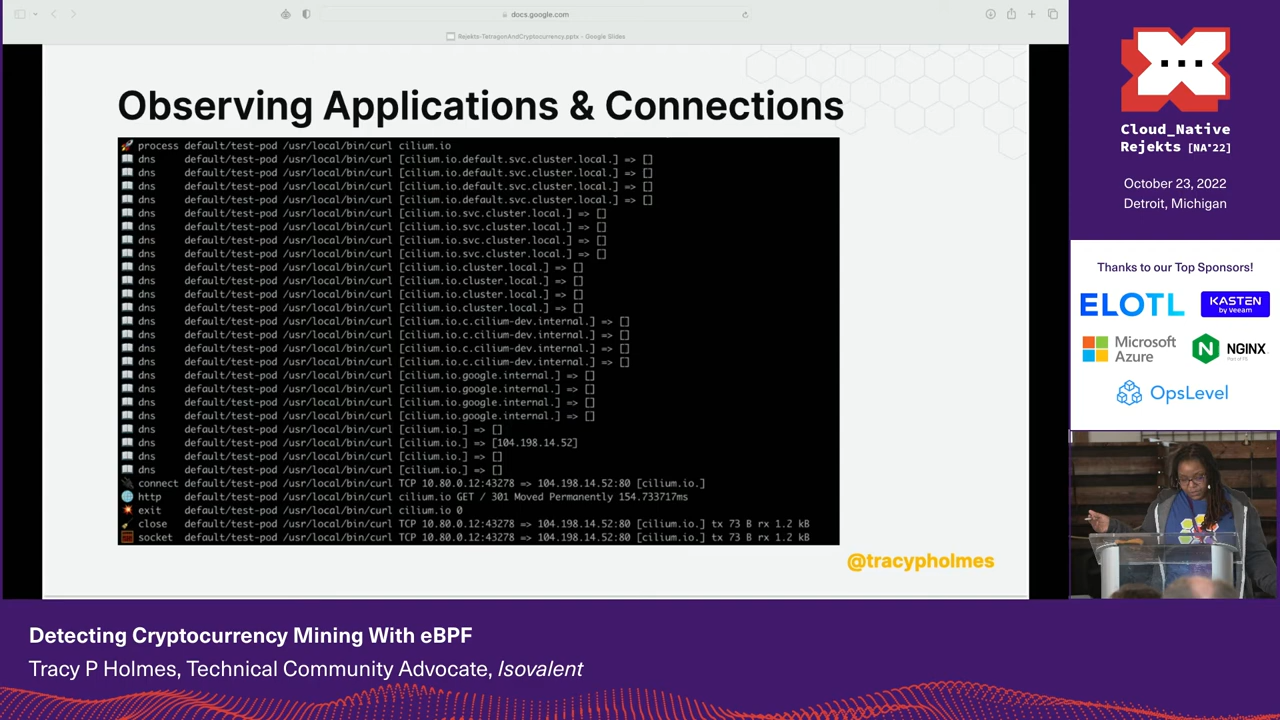 docs.google.com
Rejekts-TetragonAndCryptocurrency.pptx - Google Slides
Observing Applications & Connections
process default/test-pod /usr/local/bin/curl cilium.io
dns default/test-pod /usr/local/bin/curl [cilium.io.default.svc.cluster.local.] => []
dns default/test-pod /usr/local/bin/curl [cilium.io.default.svc.cluster.local.] => []
dns default/test-pod /usr/local/bin/curl [cilium.io.default.svc.cluster.local.] => []
dns default/test-pod /usr/local/bin/curl [cilium.io.default.svc.cluster.local.] => []
dns default/test-pod /usr/local/bin/curl [cilium.io.svc.cluster.local.] => []
dns default/test-pod /usr/local/bin/curl [cilium.io.svc.cluster.local.] => []
dns default/test-pod /usr/local/bin/curl [cilium.io.svc.cluster.local.] => []
dns default/test-pod /usr/local/bin/curl [cilium.io.svc.cluster.local.] => []
dns default/test-pod /usr/local/bin/curl [cilium.io.cluster.local.] => []
dns default/test-pod /usr/local/bin/curl [cilium.io.cluster.local.] => []
dns default/test-pod /usr/local/bin/curl [cilium.io.cluster.local.] => []
dns default/test-pod /usr/local/bin/curl [cilium.io.cluster.local.] => []
dns default/test-pod /usr/local/bin/curl [cilium.io.c.cilium-dev.internal.] => []
dns default/test-pod /usr/local/bin/curl [cilium.io.c.cilium-dev.internal.] => []
dns default/test-pod /usr/local/bin/curl [cilium.io.c.cilium-dev.internal.] => []
dns default/test-pod /usr/local/bin/curl [cilium.io.c.cilium-dev.internal.] => []
dns default/test-pod /usr/local/bin/curl [cilium.io.google.internal.] => []
dns default/test-pod /usr/local/bin/curl [cilium.io.google.internal.] => []
dns default/test-pod /usr/local/bin/curl [cilium.io.google.internal.] => []
dns default/test-pod /usr/local/bin/curl [cilium.io.google.internal.] => []
dns default/test-pod /usr/local/bin/curl [cilium.io.] => []
dns default/test-pod /usr/local/bin/curl [cilium.io.] => [104.198.14.52]
dns default/test-pod /usr/local/bin/curl [cilium.io.] => []
dns default/test-pod /usr/local/bin/curl [cilium.io.] => []
connect default/test-pod /usr/local/bin/curl TCP 10.80.0.12:43278 => 104.198.14.52:80 [cilium.io.]
http default/test-pod /usr/local/bin/curl cilium.io GET / 301 Moved Permanently 154.733717ms
exit default/test-pod /usr/local/bin/curl cilium.io 0
close default/test-pod /usr/local/bin/curl TCP 10.80.0.12:43278 => 104.198.14.52:80 [cilium.io.] tx 73 B rx 1.2 kB
socket default/test-pod /usr/local/bin/curl TCP 10.80.0.12:43278 => 104.198.14.52:80 [cilium.io.] tx 73 B rx 1.2 kB
@tracypholmes
Cloud_Native
Rejekts [NA'22]
October 23, 2022
Detroit, Michigan
Thanks to our Top Sponsors!
ELOTL
KASTEN
by Veeam
Microsoft
Azure
NGINX
Part of F5
OpsLevel
Detecting Cryptocurrency Mining With eBPF
Tracy P Holmes, Technical Community Advocate, Isovalent